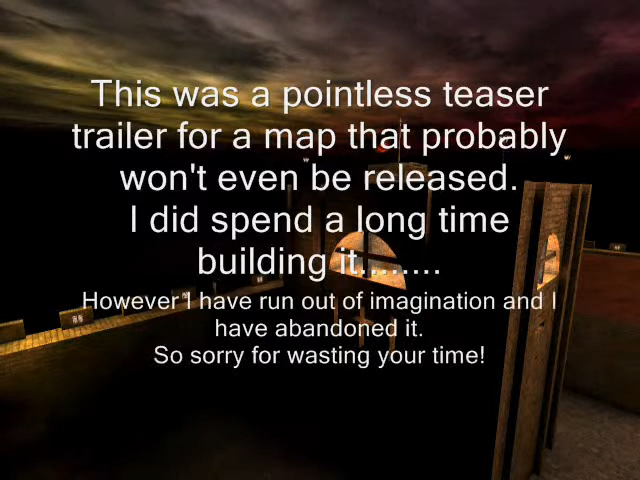 This was a pointless teaser
trailer for a map that probably
won't even be released.
I did spend a long time
building it........
However I have run out of imagination and I
have abandoned it.
So sorry for wasting your time!